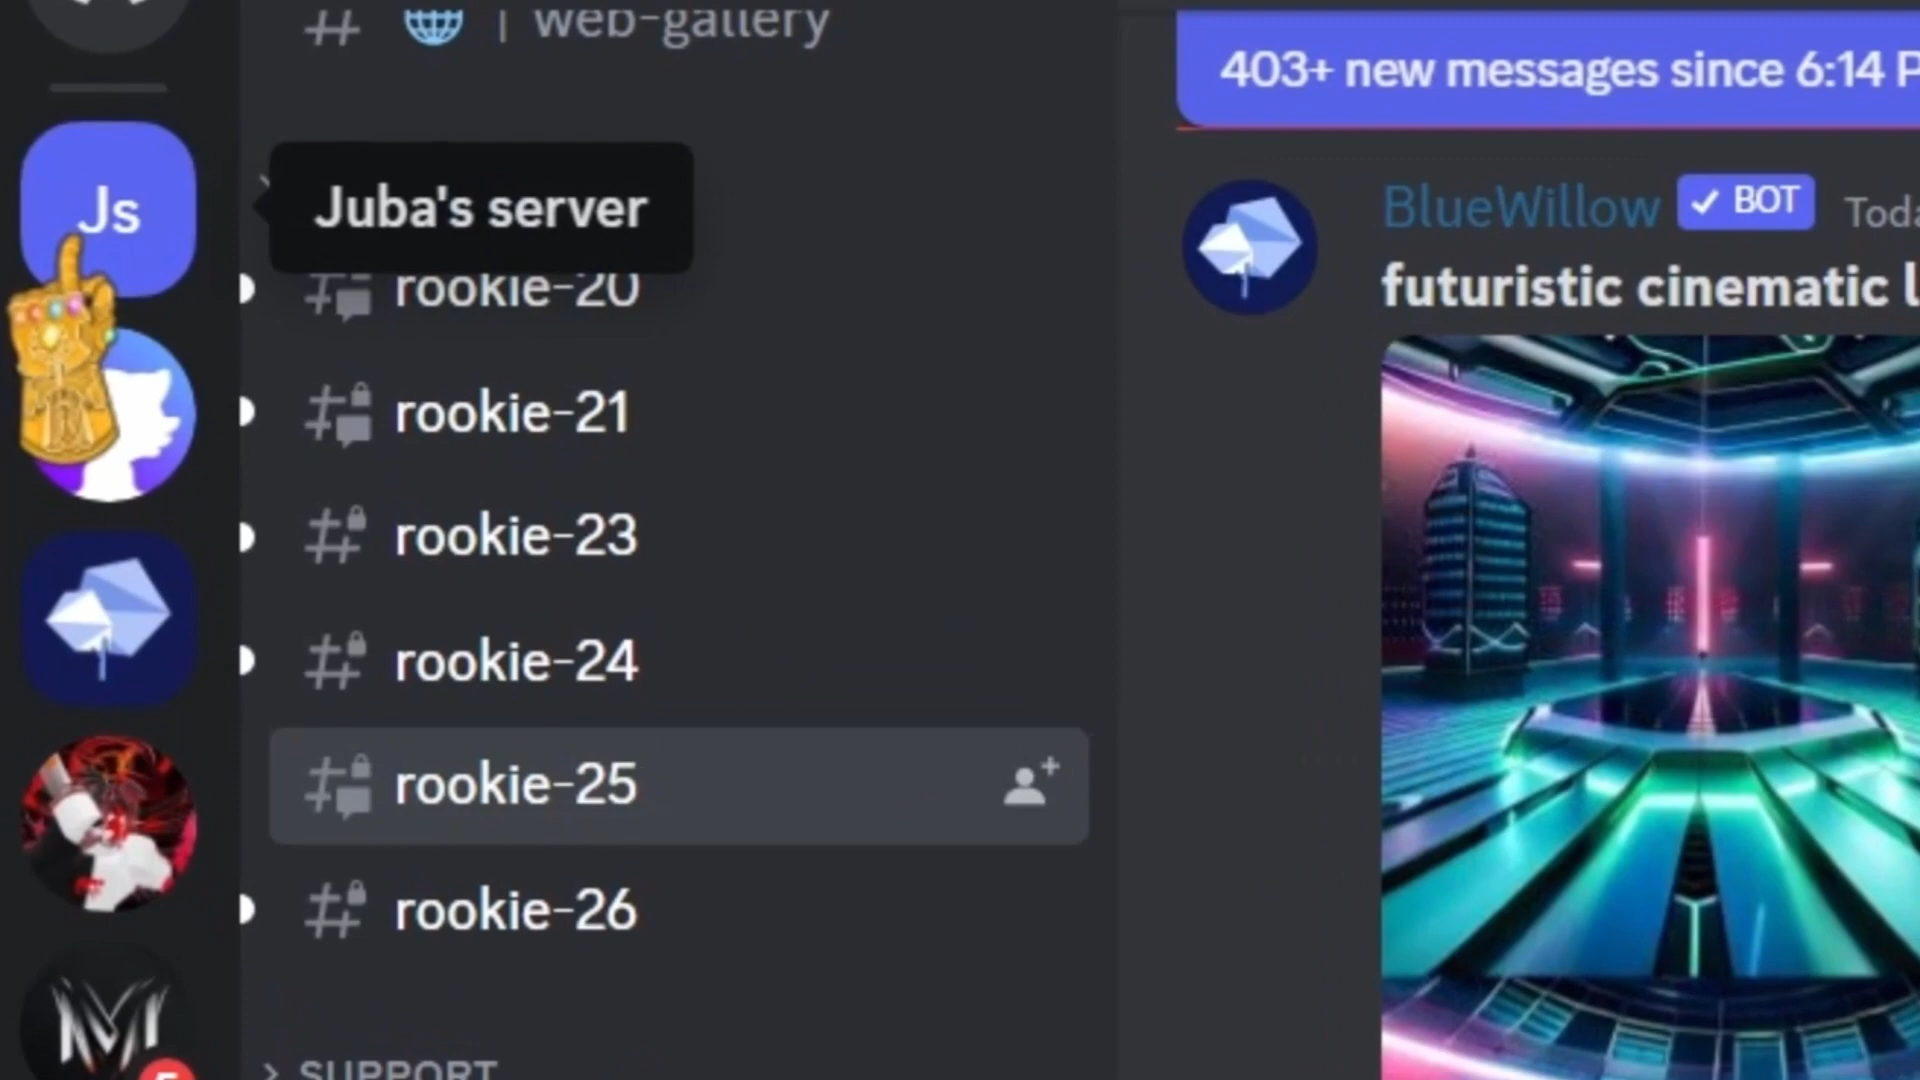 | web-gallery
403+ new messages since 6:14
Js
Juba's server
BlueWillow ✓ BOT
futuristic cinematic
rookie-20
rookie-21
rookie-23
rookie-24
rookie-25
rookie-26
> SUPPORT